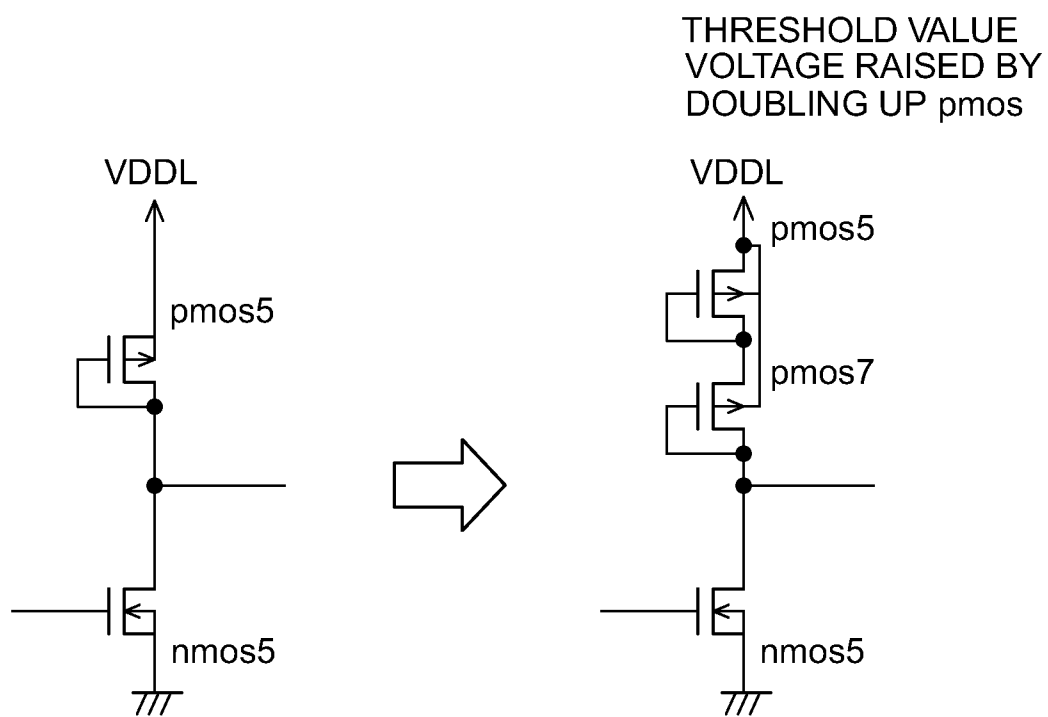 THRESHOLD VALUE
VOLTAGE RAISED BY
DOUBLING UP pmos
VDDL
pmos5
nmos5
VDDL
pmos5
pmos7
nmos5